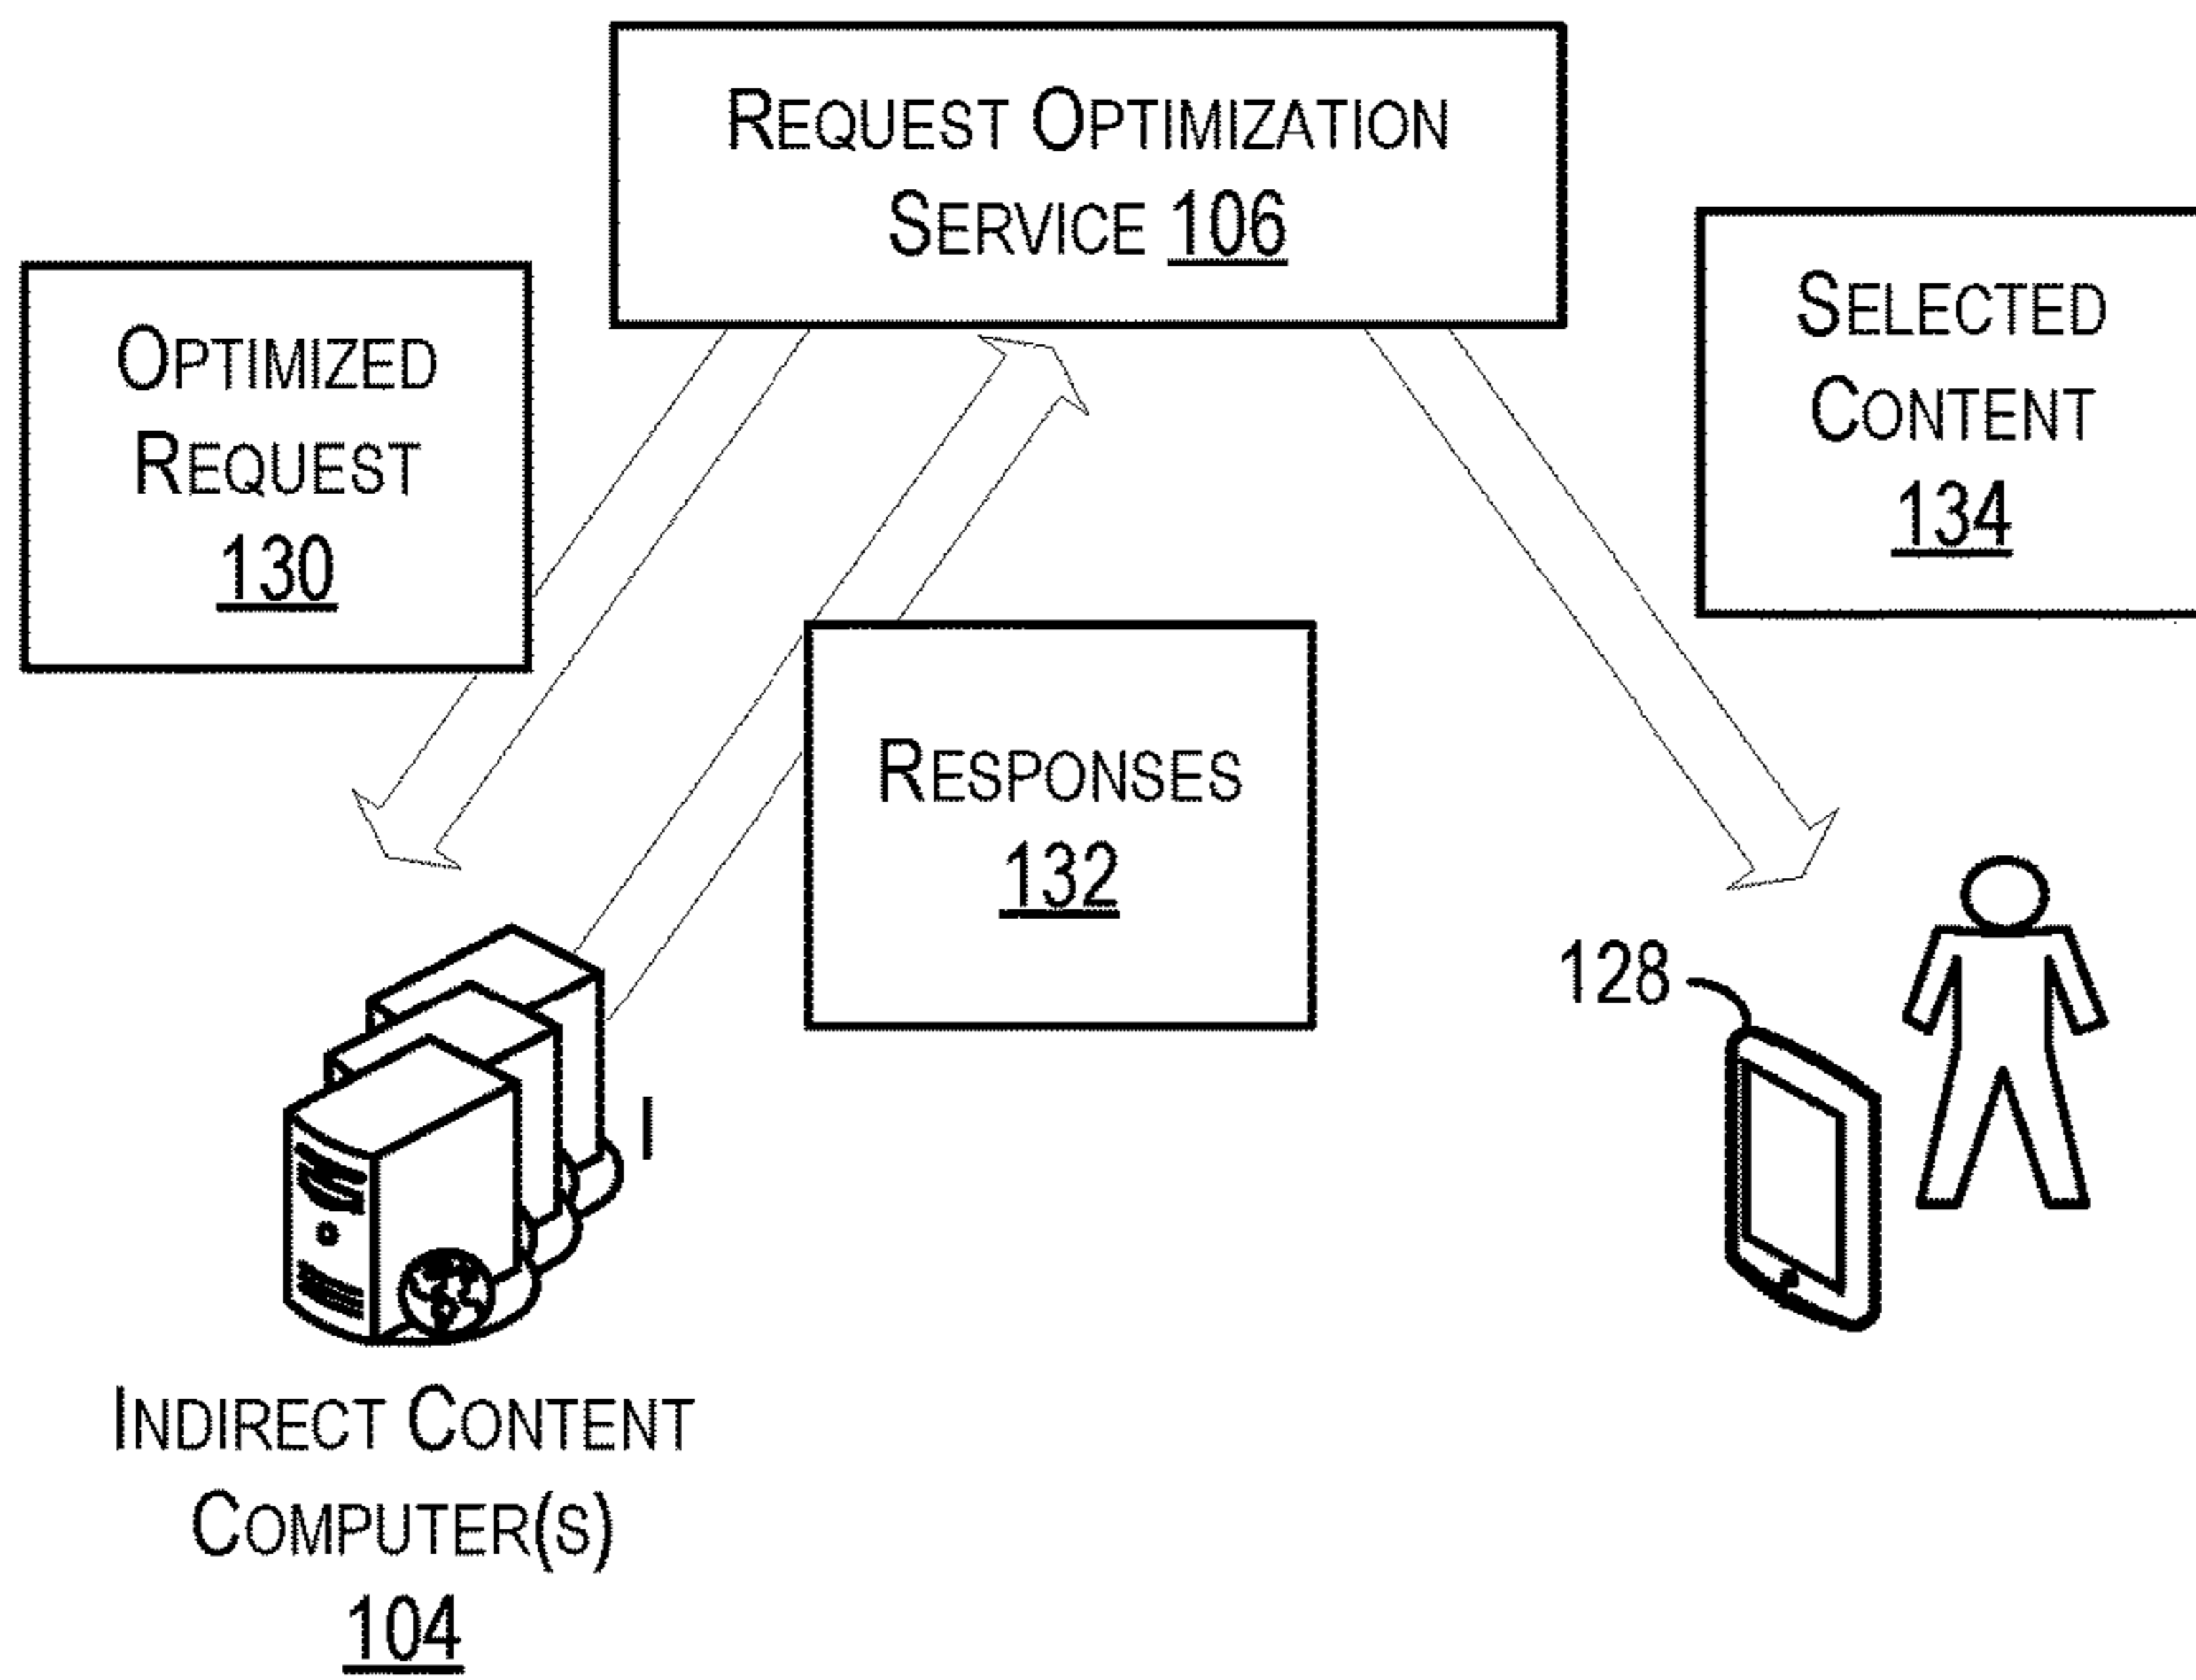 REQUEST OPTIMIZATION
SERVICE 106
OPTIMIZED
REQUEST
130
SELECTED
CONTENT
134
RESPONSES
132
128
INDIRECT CONTENT
COMPUTER(S)
104